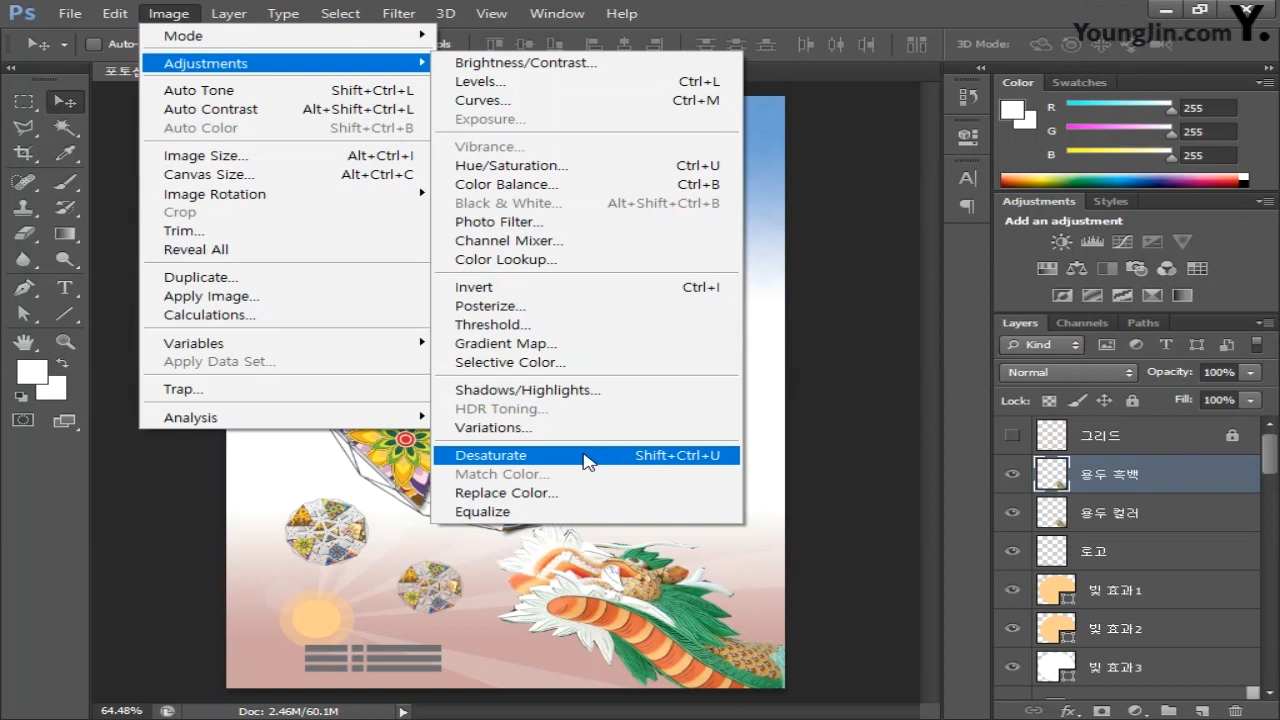 Ps File Edit Image Layer Type Select Filter 3D View Window Help
YoungJin.com Y.
Auto-
3D Mode:
Mode
Adjustments
Auto Tone Shift+Ctrl+L
Auto Contrast Alt+Shift+Ctrl+L
Auto Color Shift+Ctrl+B
Image Size... Alt+Ctrl+I
Canvas Size... Alt+Ctrl+C
Image Rotation
Crop
Trim...
Reveal All
Duplicate...
Apply Image...
Calculations...
Variables
Apply Data Set...
Trap...
Analysis
Brightness/Contrast...
Levels... Ctrl+L
Curves... Ctrl+M
Exposure...
Vibrance...
Hue/Saturation... Ctrl+U
Color Balance... Ctrl+B
Black & White... Alt+Shift+Ctrl+B
Photo Filter...
Channel Mixer...
Color Lookup...
Invert Ctrl+I
Posterize...
Threshold...
Gradient Map...
Selective Color...
Shadows/Highlights...
HDR Toning...
Variations...
Desaturate Shift+Ctrl+U
Match Color...
Replace Color...
Equalize
Color Swatches
R 255
G 255
B 255
Adjustments Styles
Add an adjustment
Layers Channels Paths
Kind
Normal Opacity: 100%
Lock: Fill: 100%
그리드
용두 흑백
용두 컬러
로고
빛 효과1
빛 효과2
빛 효과3
64.48% Doc: 2.46M/60.1M